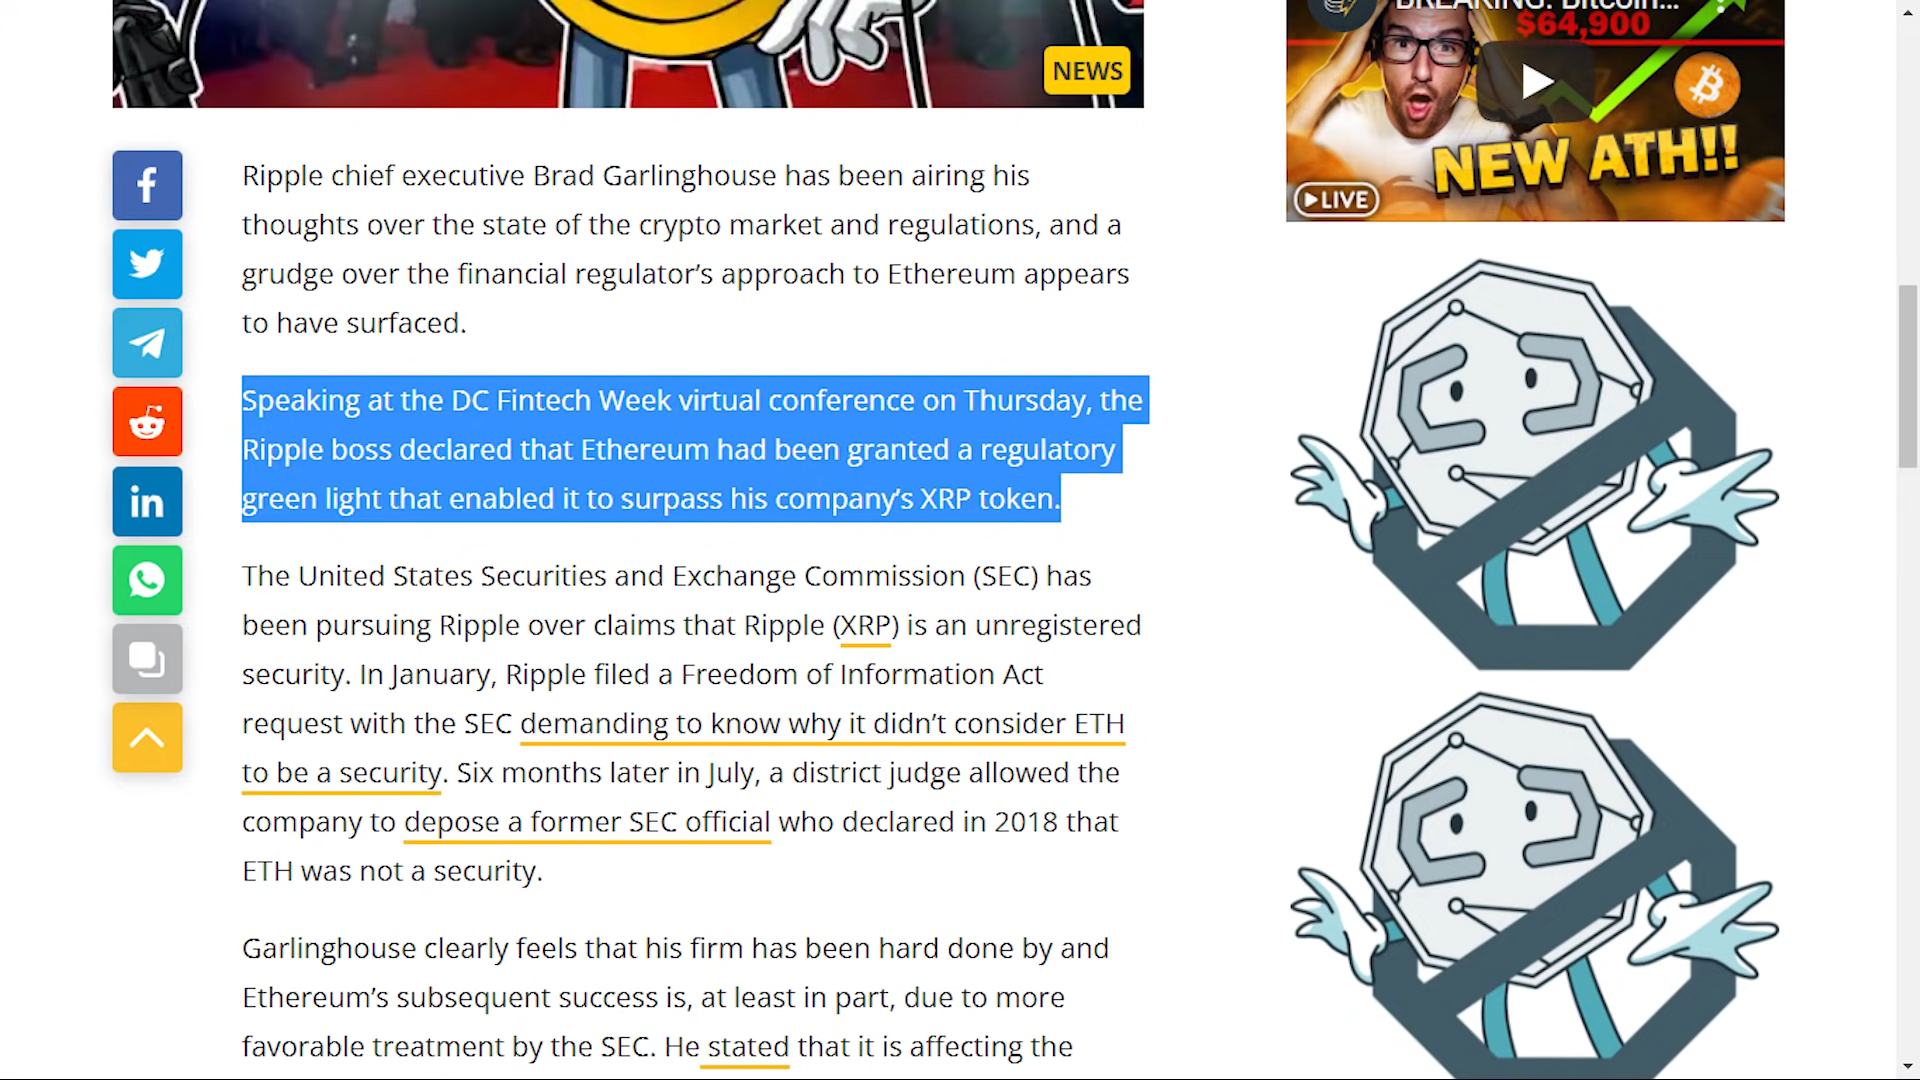 BREAKING: Bitcoin...
$64,900
NEW ATH!!
LIVE
NEWS
Ripple chief executive Brad Garlinghouse has been airing his
thoughts over the state of the crypto market and regulations, and a
grudge over the financial regulator’s approach to Ethereum appears
to have surfaced.
Speaking at the DC Fintech Week virtual conference on Thursday, the
Ripple boss declared that Ethereum had been granted a regulatory
green light that enabled it to surpass his company’s XRP token.
The United States Securities and Exchange Commission (SEC) has
been pursuing Ripple over claims that Ripple (XRP) is an unregistered
security. In January, Ripple filed a Freedom of Information Act
request with the SEC demanding to know why it didn’t consider ETH
to be a security. Six months later in July, a district judge allowed the
company to depose a former SEC official who declared in 2018 that
ETH was not a security.
Garlinghouse clearly feels that his firm has been hard done by and
Ethereum’s subsequent success is, at least in part, due to more
favorable treatment by the SEC. He stated that it is affecting the